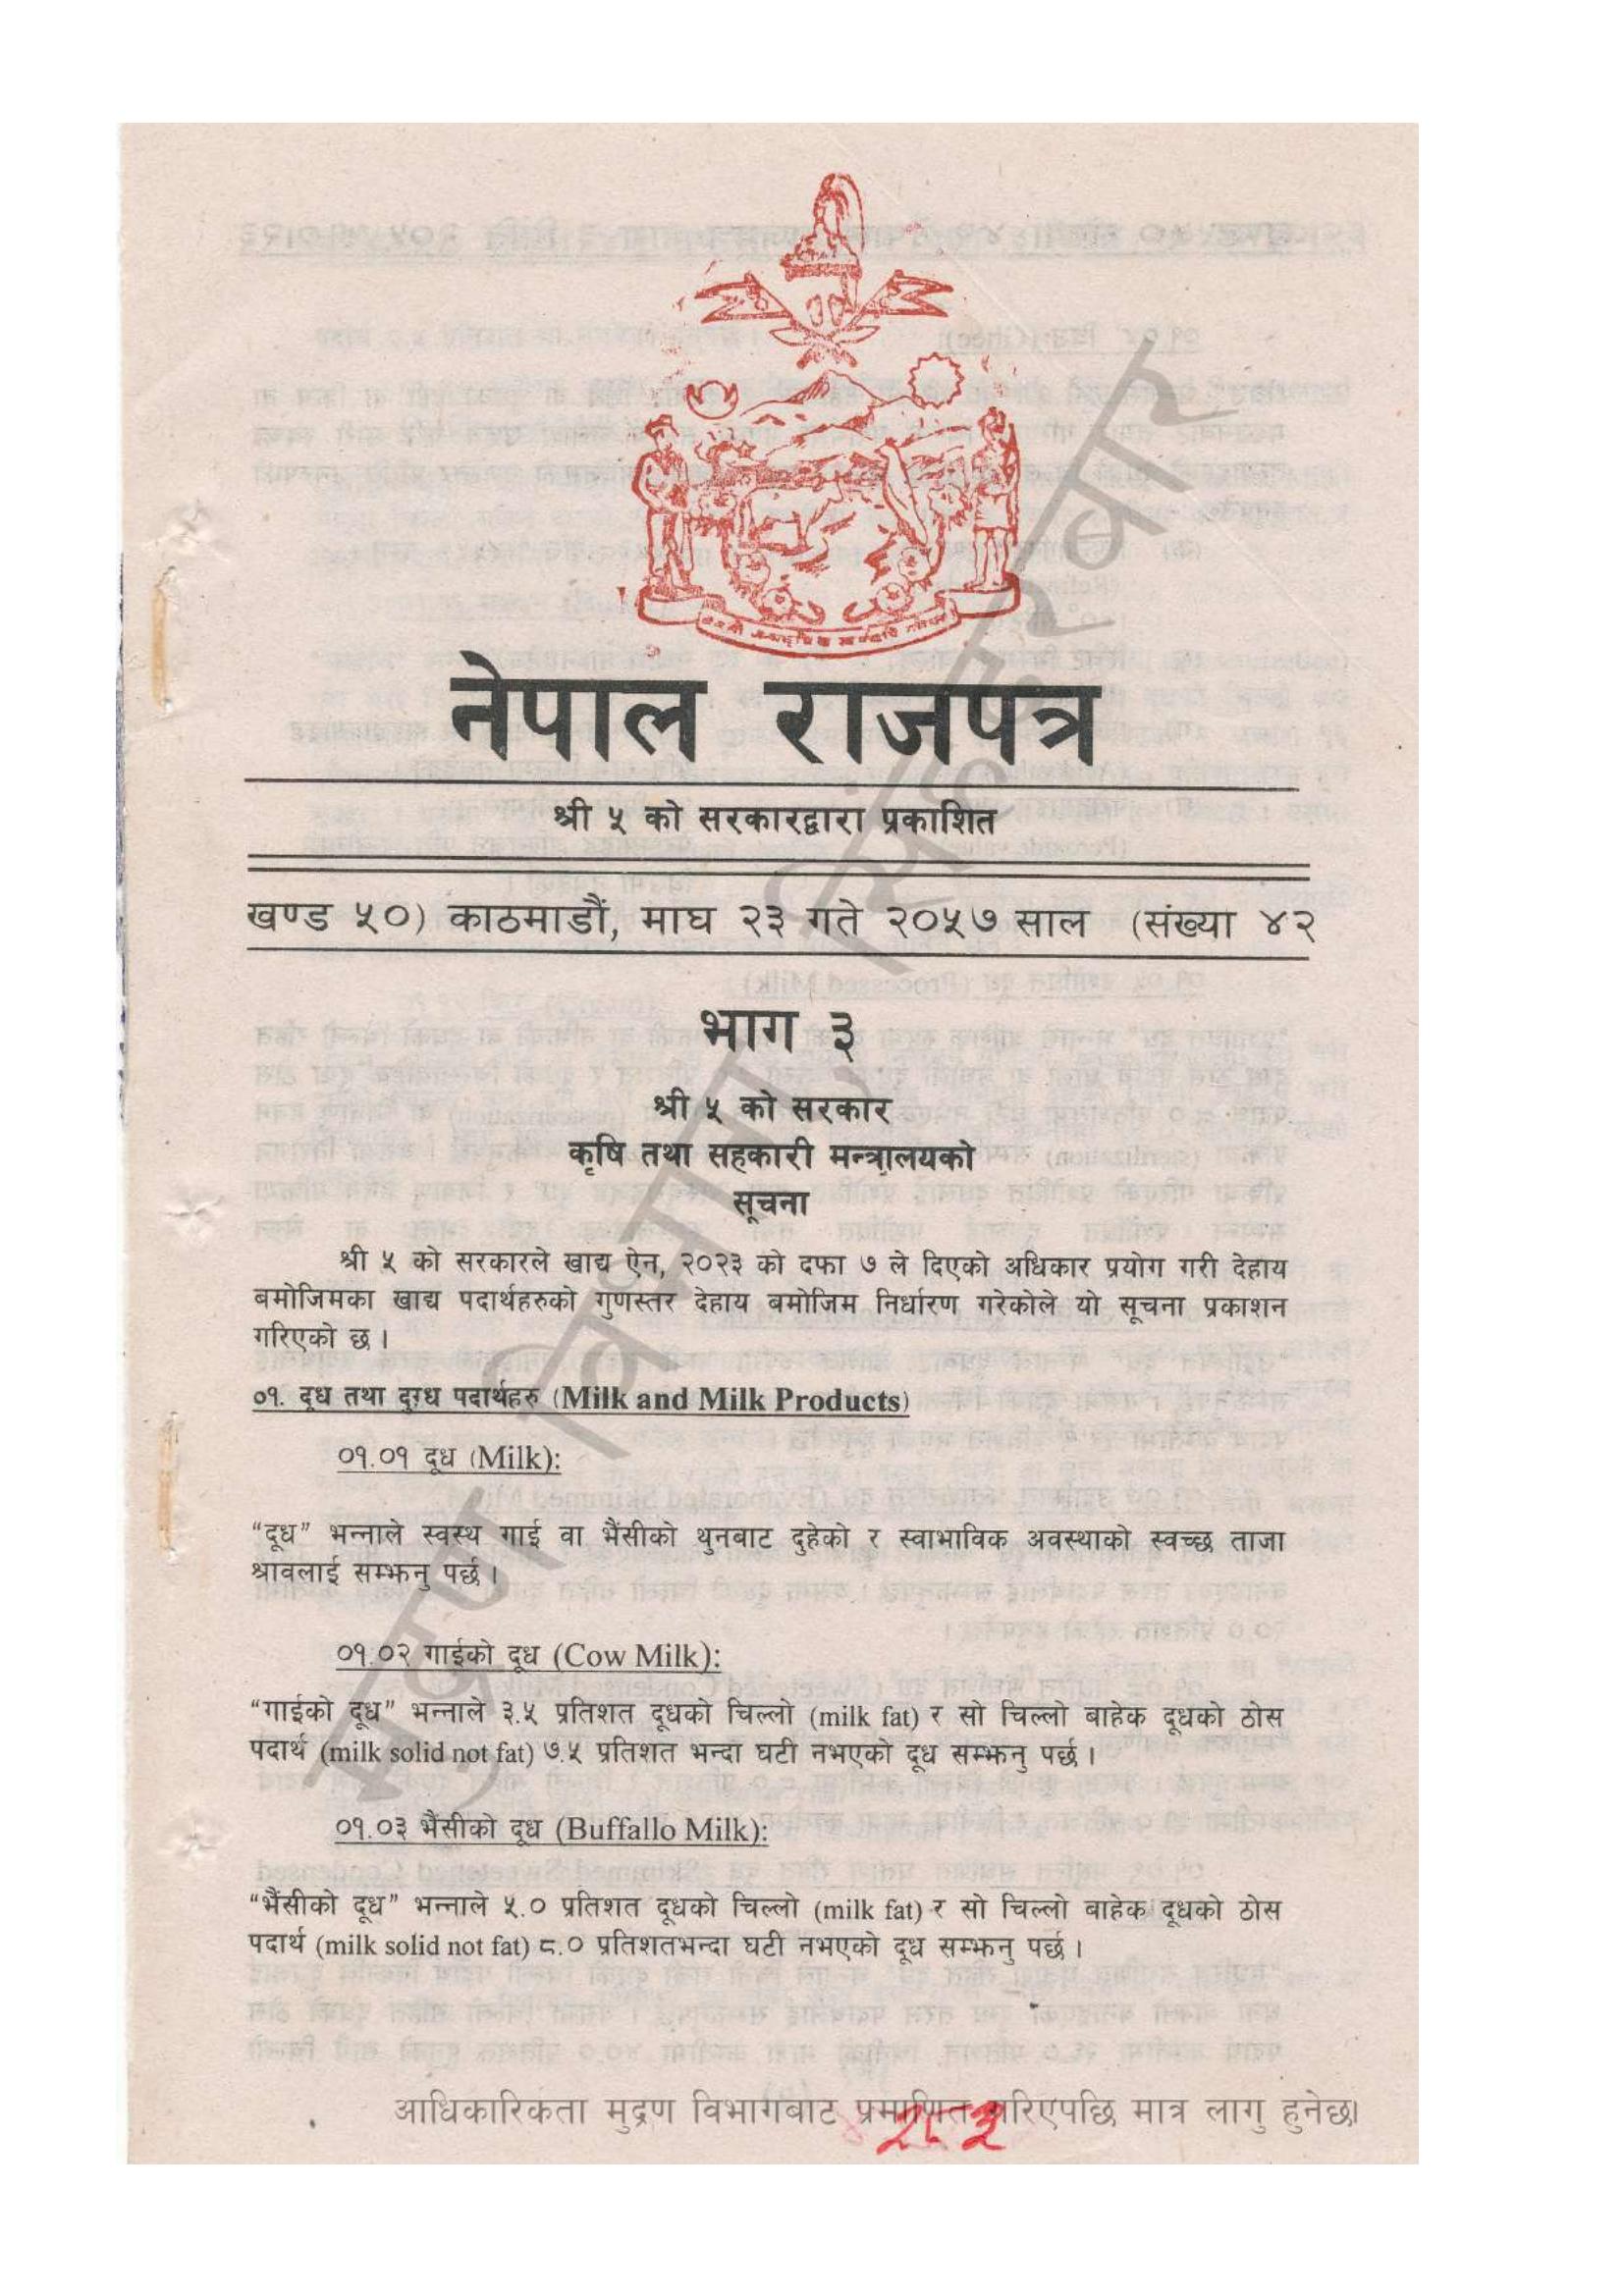 नेपाल राजपत्र
श्री ५ को सरकारद्वारा प्रकाशित
खण्ड ५०) काठमाडौं, माघ २३ गते २०५७ साल (संख्या ४२
भाग ३
श्री ५ को सरकार
कृषि तथा सहकारी मन्त्रालयको
सूचना
श्री ५ को सरकारले खाद्य ऐन, २०२३ को दफा ७ ले दिएको अधिकार प्रयोग गरी देहाय
बमोजिमका खाद्य पदार्थहरुको गुणस्तर देहाय बमोजिम निर्धारण गरेकोले यो सूचना प्रकाशन
गरिएको छ ।
०१. दूध तथा दुग्ध पदार्थहरु (Milk and Milk Products)
०१.०१ दूध (Milk):
“दूध” भन्नाले स्वस्थ गाई वा भैंसीको थुनबाट दुहेको र स्वाभाविक अवस्थाको स्वच्छ ताजा
श्रावलाई सम्झनु पर्छ ।
०१.०२ गाईको दूध (Cow Milk):
“गाईको दूध” भन्नाले ३.५ प्रतिशत दूधको चिल्लो (milk fat) र सो चिल्लो बाहेक दूधको ठोस
पदार्थ (milk solid not fat) ७.५ प्रतिशत भन्दा घटी नभएको दूध सम्झनु पर्छ ।
०१.०३ भैंसीको दूध (Buffallo Milk):
“भैंसीको दूध” भन्नाले ५.० प्रतिशत दूधको चिल्लो (milk fat) र सो चिल्लो बाहेक दूधको ठोस
पदार्थ (milk solid not fat) ८.० प्रतिशतभन्दा घटी नभएको दूध सम्झनु पर्छ ।
मुद्रण विभाग सिंहदरवार
आधिकारिकता मुद्रण विभागबाट प्रमाणित गरिएपछि मात्र लागु हुनेछ।
२८३